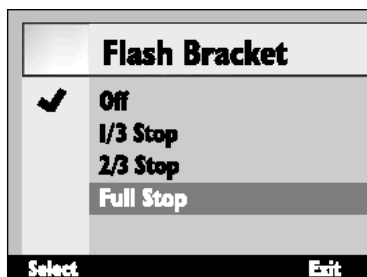 Flash Bracket
Off
1/3 Stop
2/3 Stop
Full Stop
Select Exit